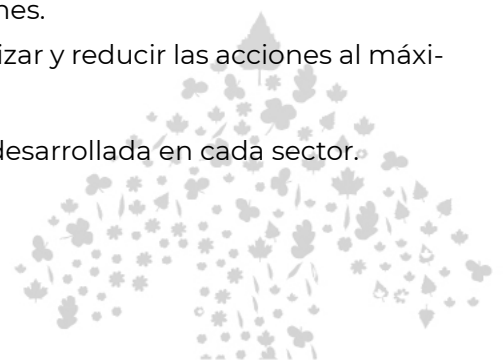 nes.
izar y reducir las acciones al máxi-
desarrollada en cada sector.